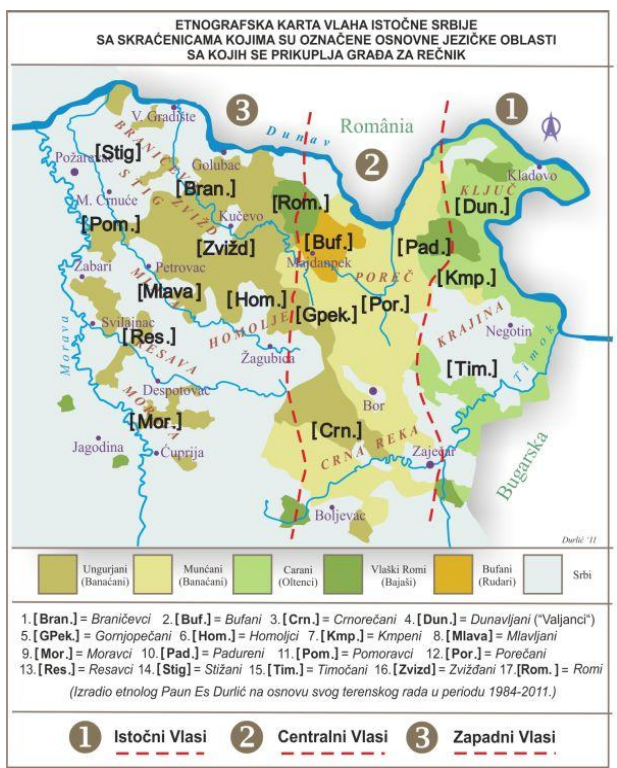 ETNOGRAFSKA KARTA VLAHA ISTOČNE SRBIJE
SA SKRAĆENICAMA KOJIMA SU OZNAČENE OSNOVNE JEZIČKE OBLASTI
SA KOJIH SE PRIKUPLJA GRAĐA ZA REČNIK
3
1
V. Gradište
Dunav
România
2
[Stig]
BRANIČEVO
Golubac
Kladovo
Požarevac
STIG
[Bran.]
KLJUČ
M. Crnuće
ZVIŽD
[Rom.]
[Dun.]
[Pom.]
Kučevo
[Zvižd]
[Buf.]
[Pad.]
Majdanpek
Žabari
Petrovac
POREČ
[Kmp.]
MLAVA
[Mlava]
[Hom.]
[Por.]
[Gpek.]
KRAJINA
Svilajnac
[Res.]
HOMOLJE
Negotin
Morava
RESAVA
Žagubica
Timok
[Tim.]
Despotovac
Bor
MORAVA
[Mor.]
[Crn.]
Jagodina
Ćuprija
CRNA REKA
Zaječar
Bugarska
Boljevac
Durlić '11
Ungurjani
(Banaćani)
Munćani
(Banaćani)
Carani
(Oltenci)
Vlaški Romi
(Bajaši)
Bufani
(Rudari)
Srbi
1. [Bran.] = Braničevci 2. [Buf.] = Bufani 3. [Crn.] = Crnorečani 4. [Dun.] = Dunavljani ("Valjanci“)
5. [GPek.] = Gornjopečani 6. [Hom.] = Homoljci 7. [Kmp.] = Kmpeni 8. [Mlava] = Mlavljani
9. [Mor.] = Moravci 10. [Pad.] = Padureni 11. [Pom.] = Pomoravci 12. [Por.] = Porečani
13. [Res.] = Resavci 14. [Stig] = Stižani 15. [Tim.] = Timočani 16. [Zvizd] = Zvižđani 17. [Rom.] = Romi
(Izradio etnolog Paun Es Durlić na osnovu svog terenskog rada u periodu 1984-2011.)
1 Istočni Vlasi 2 Centralni Vlasi 3 Zapadni Vlasi